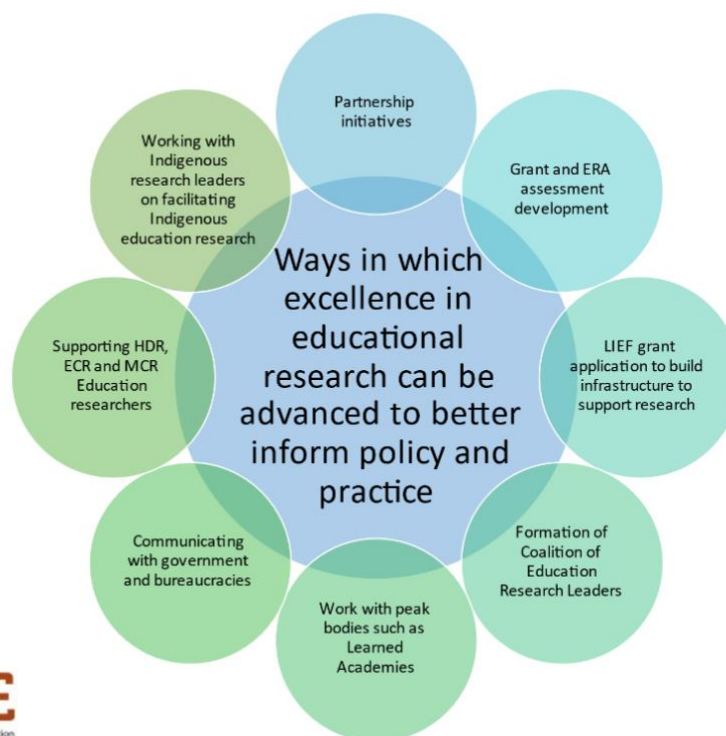 Partnership
initiatives
Grant and ERA
assessment
development
LIEF grant
application to build
infrastructure to
support research
Formation of
Coalition of
Education
Research Leaders
Work with peak
bodies such as
Learned
Academies
Communicating
with government
and bureaucracies
Supporting HDR,
ECR and MCR
Education
researchers
Working with
Indigenous
research leaders
on facilitating
Indigenous
education research
Ways in which
excellence in
educational
research can be
advanced to better
inform policy and
practice
E